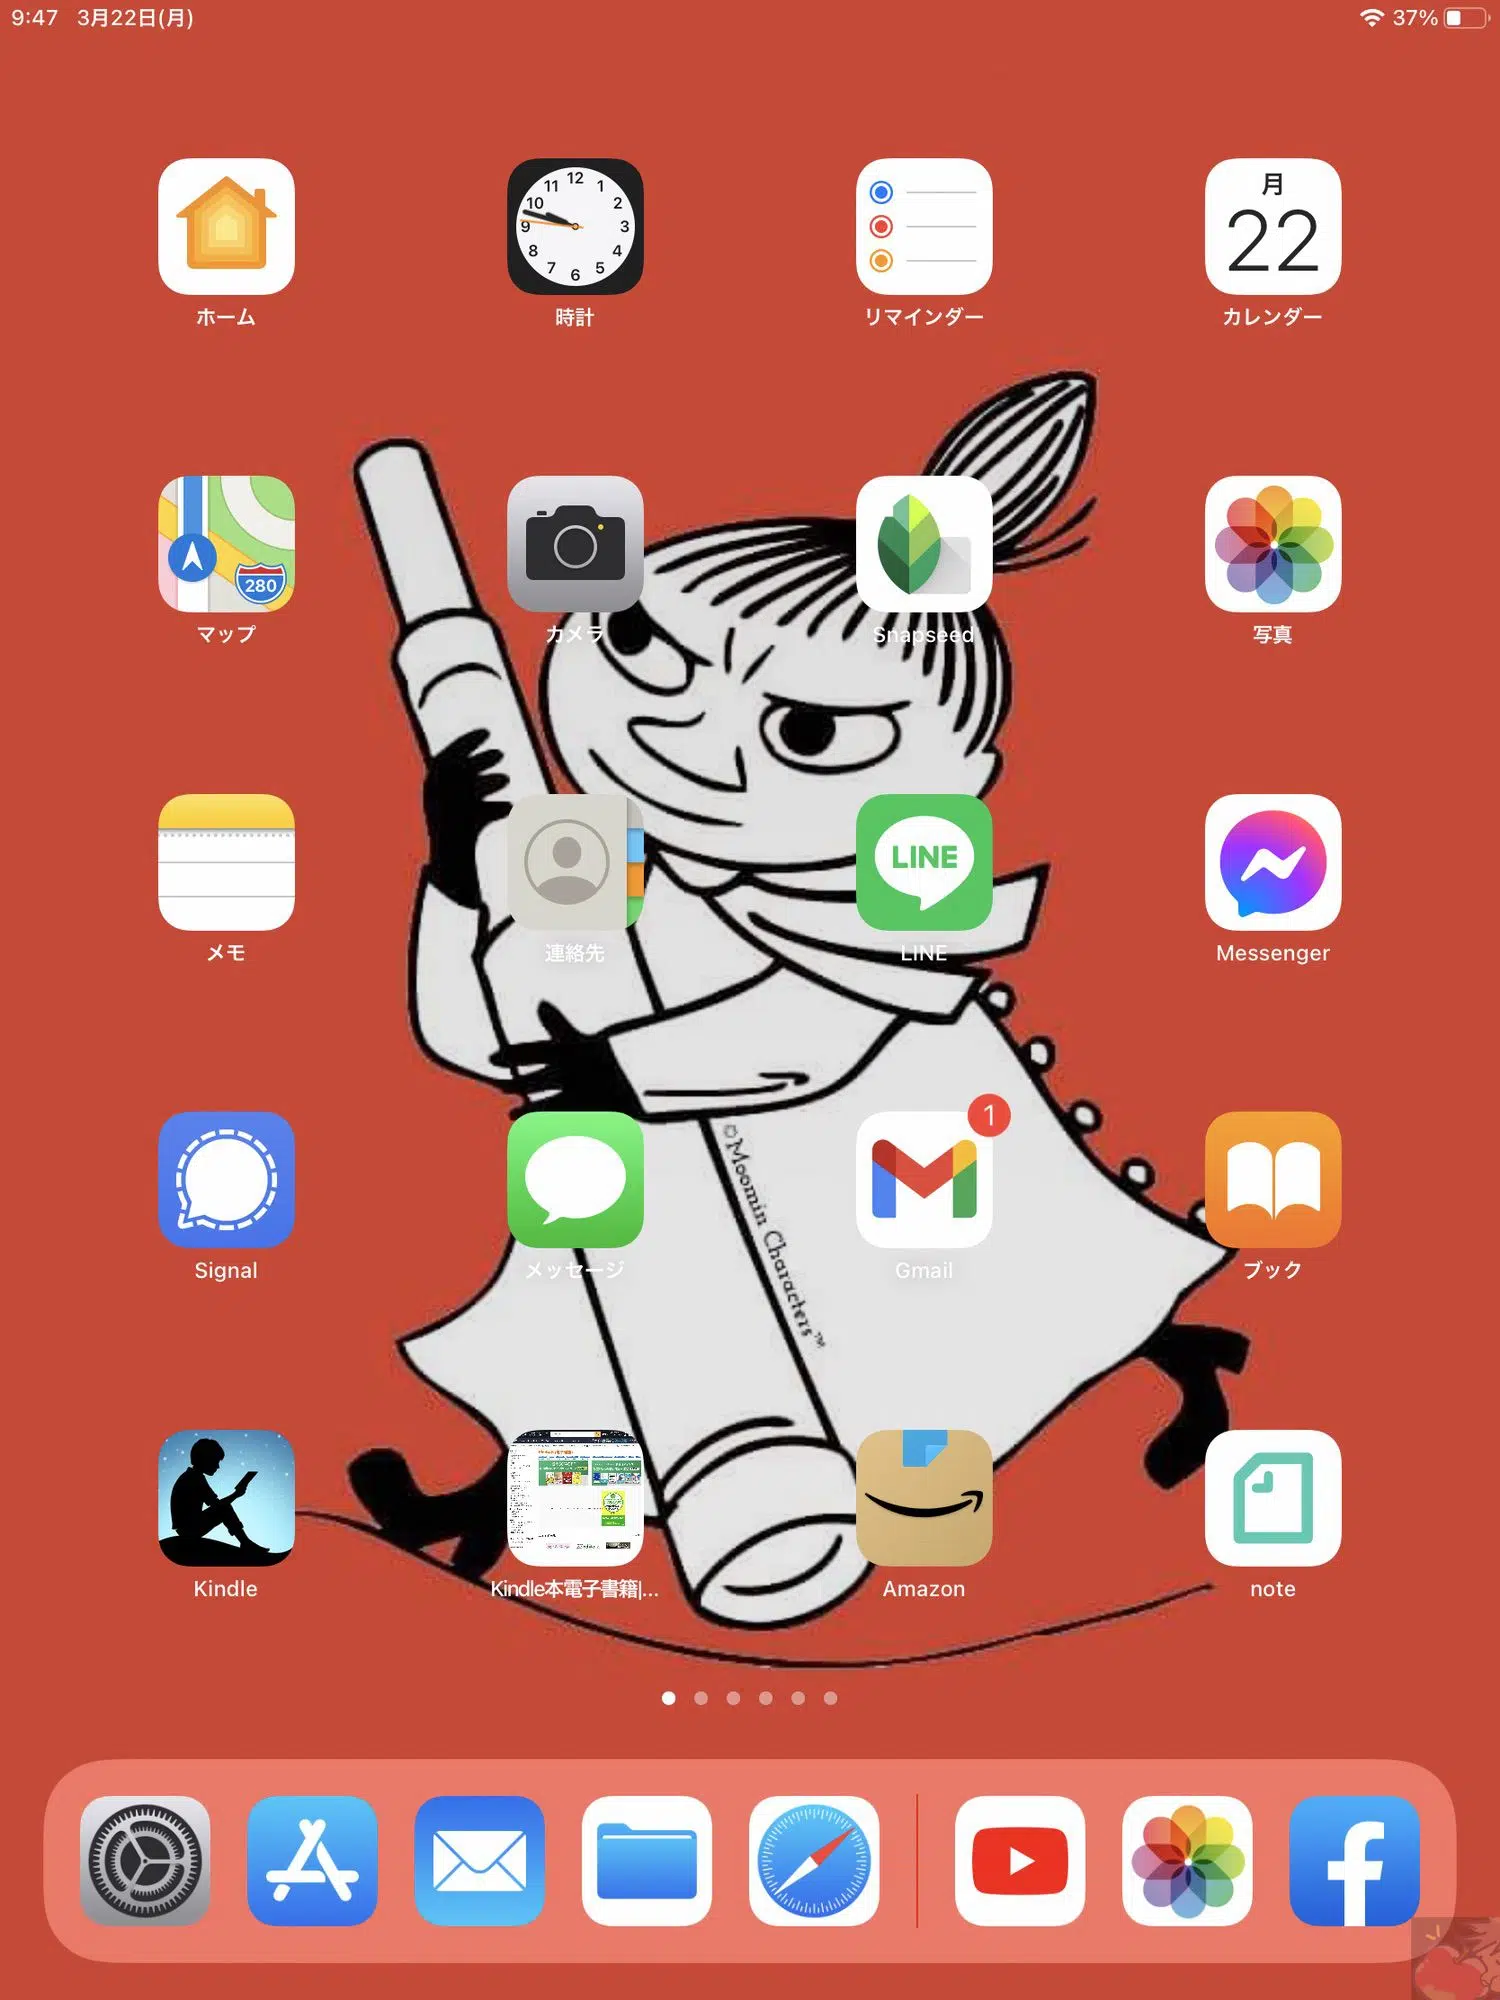 9:47 3月22日(月)
37%
12
11 1
10 2
9 3
8 4
7 5
6
月
22
ホーム 時計 リマインダー カレンダー
280
マップ カメラ Snapseed 写真
LINE
メモ 連絡先 LINE Messenger
1
©Moomin Characters™
Signal メッセージ Gmail ブック
Kindle Kindle本電子書籍|... Amazon note